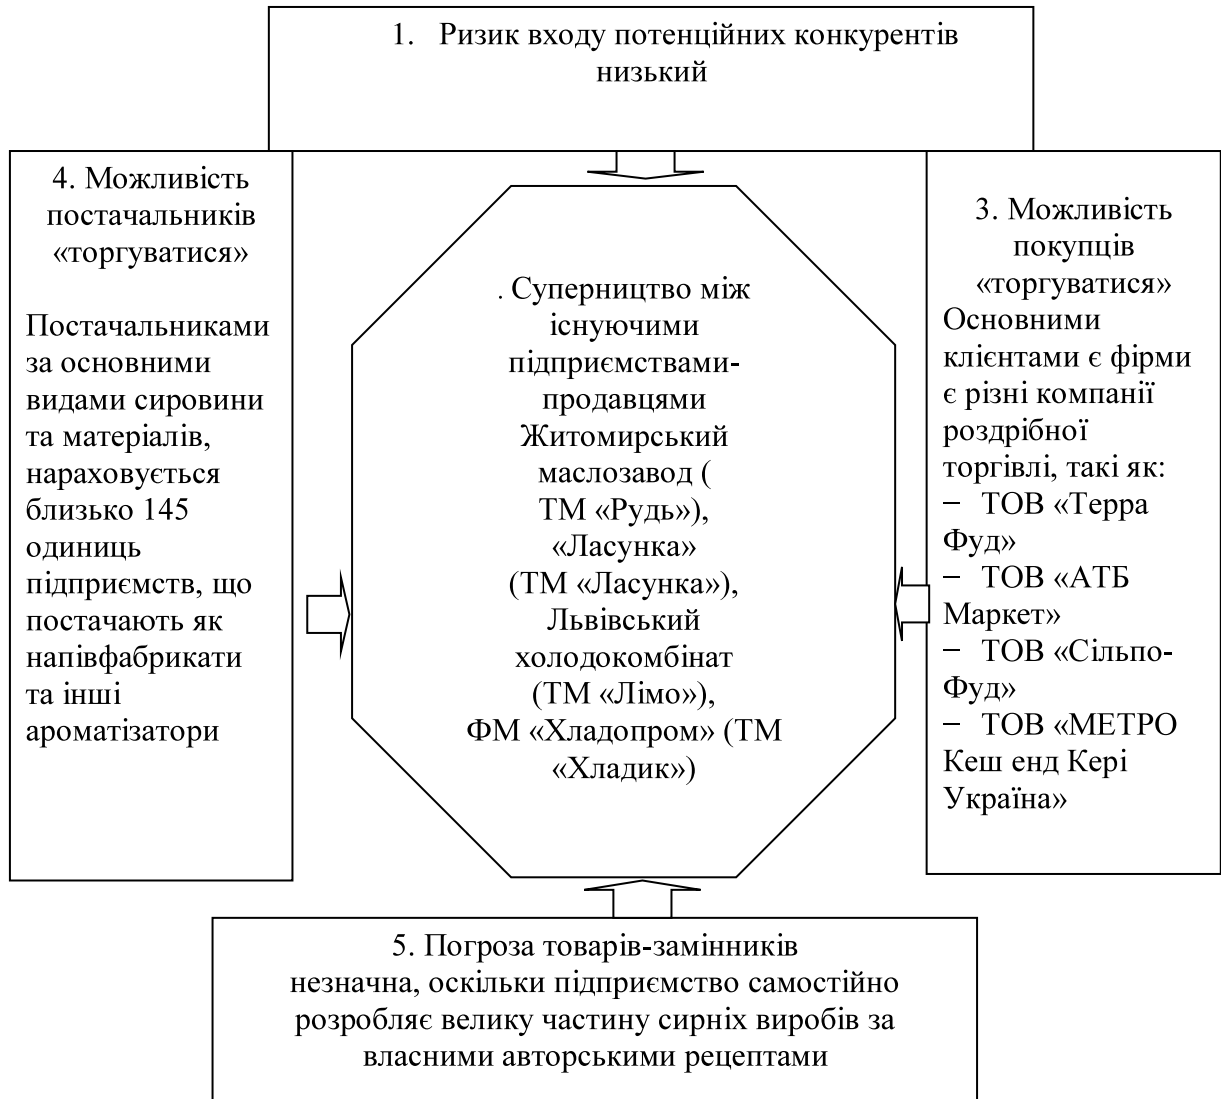 1. Ризик входу потенційних конкурентів
низький
4. Можливість
постачальників
«торгуватися»
Постачальниками
за основними
видами сировини
та матеріалів,
нараховується
близько 145
одиниць
підприємств, що
постачають як
напівфабрикати
та інші
ароматізатори
. Суперництво між
існуючими
підприємствами-
продавцями
Житомирський
маслозавод (
ТМ «Рудь»),
«Ласунка»
(ТМ «Ласунка»),
Львівський
холодокомбінат
(ТМ «Лімо»),
ФМ «Хладопром» (ТМ
«Хладик»)
3. Можливість
покупців
«торгуватися»
Основними
клієнтами є фірми
є різні компанії
роздрібної
торгівлі, такі як:
− ТОВ «Терра
Фуд»
− ТОВ «АТБ
Маркет»
− ТОВ «Сільпо-
Фуд»
− ТОВ «МЕТРО
Кеш енд Кері
Україна»
5. Погроза товарів-замінників
незначна, оскільки підприємство самостійно
розробляє велику частину сирніх виробів за
власними авторськими рецептами